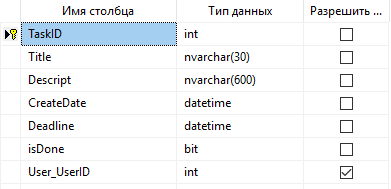 Имя столбца Тип данных Разрешить ...
TaskID int
Title nvarchar(30)
Descript nvarchar(600)
CreateDate datetime
Deadline datetime
isDone bit
User_UserID int